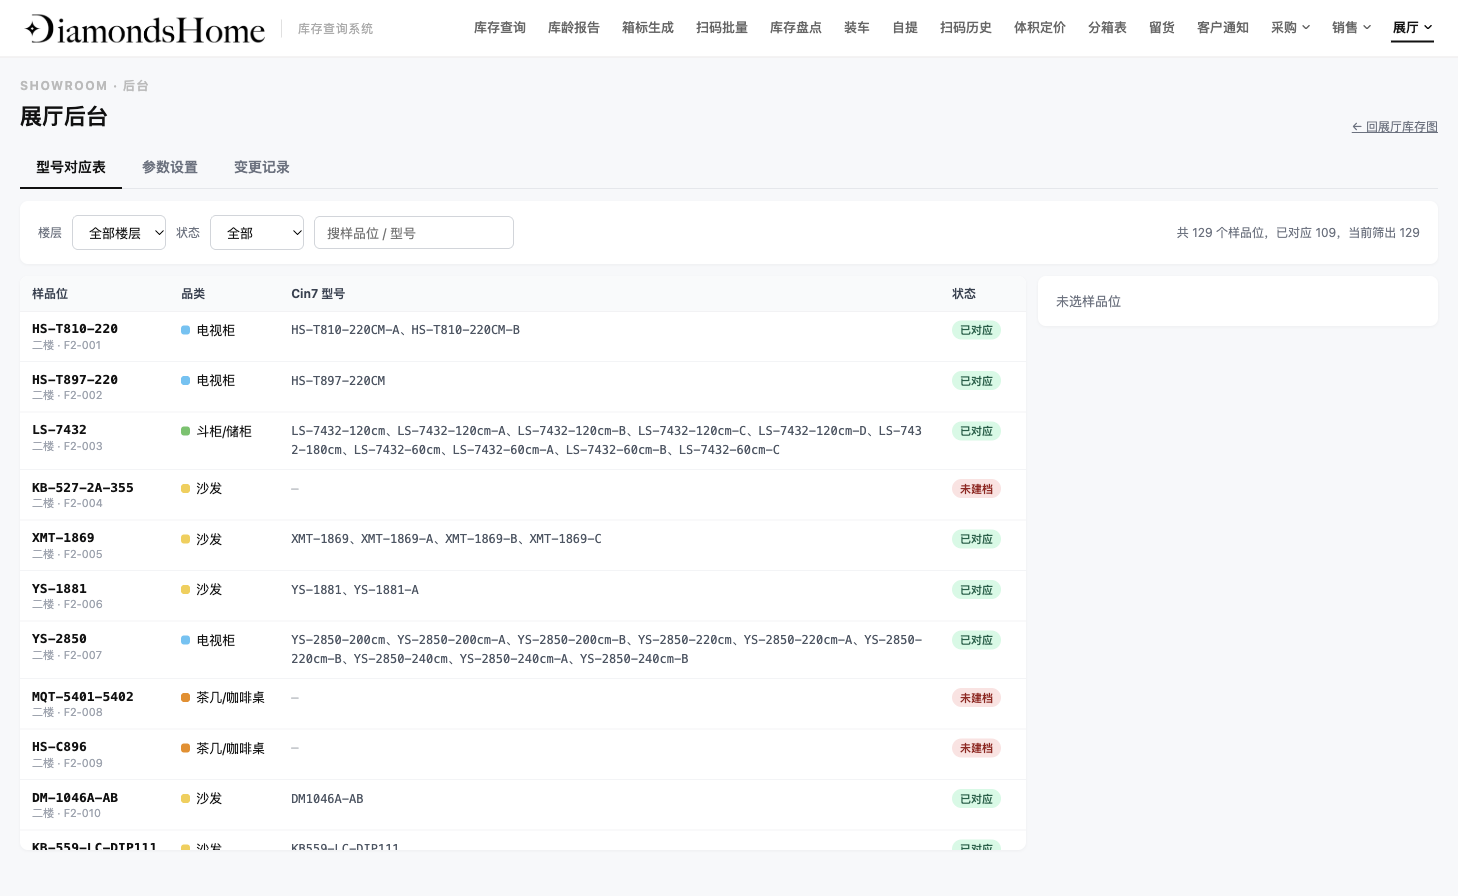 DiamondsHome 库存查询系统 库存查询 库龄报告 箱标生成 扫码批量 库存盘点 装车 自提 扫码历史 体积定价 分箱表 留货 客户通知 采购 销售 展厅
SHOWROOM · 后台
展厅后台
← 回展厅库存图
型号对应表 参数设置 变更记录
楼层 全部楼层 状态 全部 搜样品位 / 型号 共 129 个样品位，已对应 109，当前筛出 129
样品位 品类 Cin7 型号 状态
未选样品位
HS-T810-220 电视柜 HS-T810-220CM-A、HS-T810-220CM-B 已对应
二楼 · F2-001
HS-T897-220 电视柜 HS-T897-220CM 已对应
二楼 · F2-002
LS-7432 斗柜/储柜 LS-7432-120cm、LS-7432-120cm-A、LS-7432-120cm-B、LS-7432-120cm-C、LS-7432-120cm-D、LS-743 已对应
二楼 · F2-003 2-180cm、LS-7432-60cm、LS-7432-60cm-A、LS-7432-60cm-B、LS-7432-60cm-C
KB-527-2A-355 沙发 — 未建档
二楼 · F2-004
XMT-1869 沙发 XMT-1869、XMT-1869-A、XMT-1869-B、XMT-1869-C 已对应
二楼 · F2-005
YS-1881 沙发 YS-1881、YS-1881-A 已对应
二楼 · F2-006
YS-2850 电视柜 YS-2850-200cm、YS-2850-200cm-A、YS-2850-200cm-B、YS-2850-220cm、YS-2850-220cm-A、YS-2850- 已对应
二楼 · F2-007 220cm-B、YS-2850-240cm、YS-2850-240cm-A、YS-2850-240cm-B
MQT-5401-5402 茶几/咖啡桌 — 未建档
二楼 · F2-008
HS-C896 茶几/咖啡桌 — 未建档
二楼 · F2-009
DM-1046A-AB 沙发 DM1046A-AB 已对应
二楼 · F2-010
KB-559-LC-DIP111 沙发 KB559-LC-DIP111 已对应